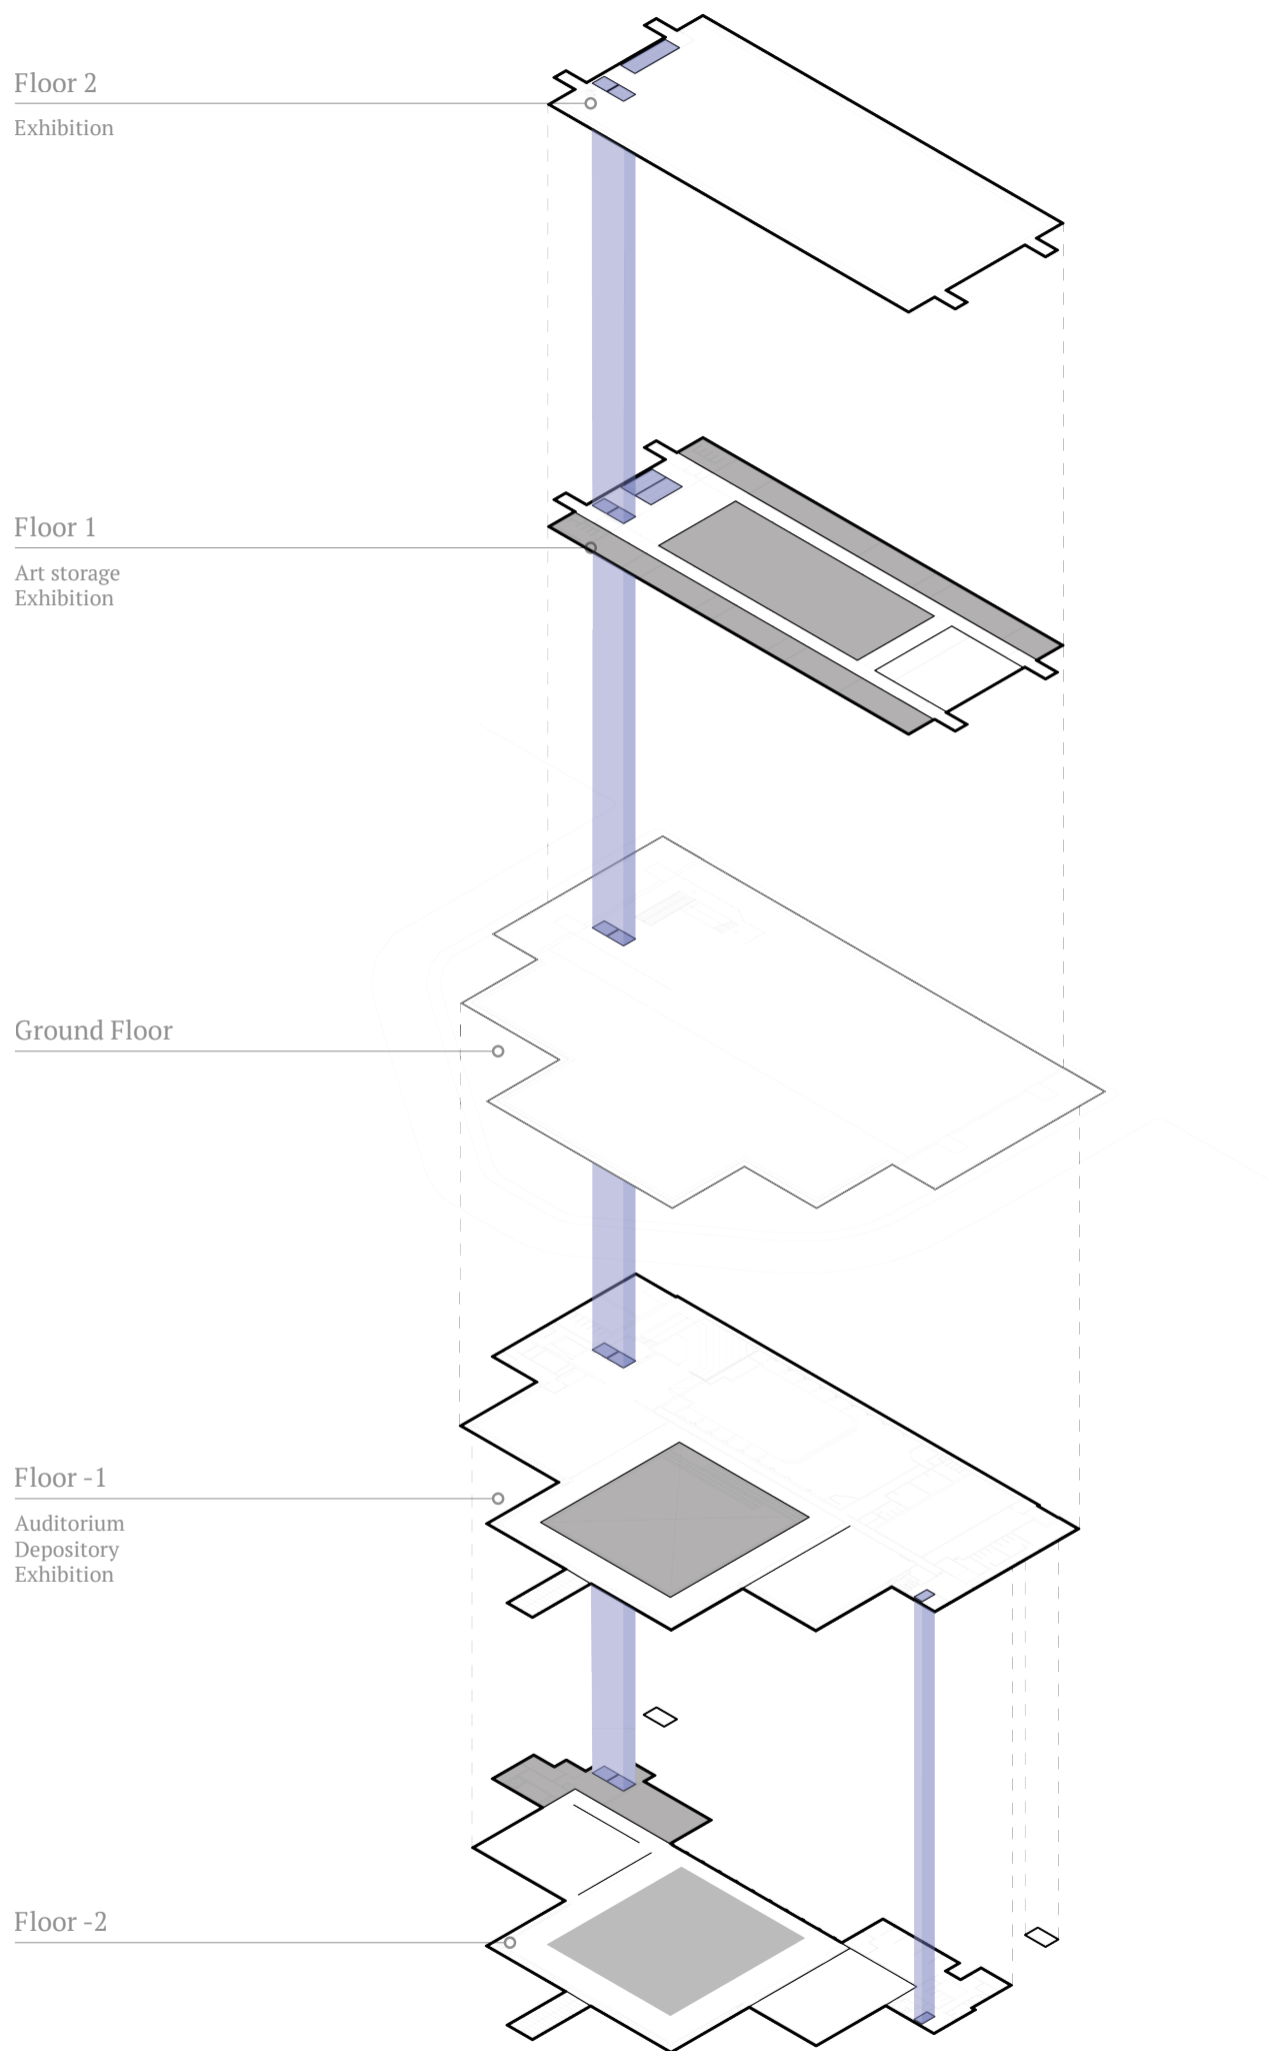 Floor 2
Exhibition
Floor 1
Art storage
Exhibition
Ground Floor
Floor -1
Auditorium
Depository
Exhibition
Floor -2